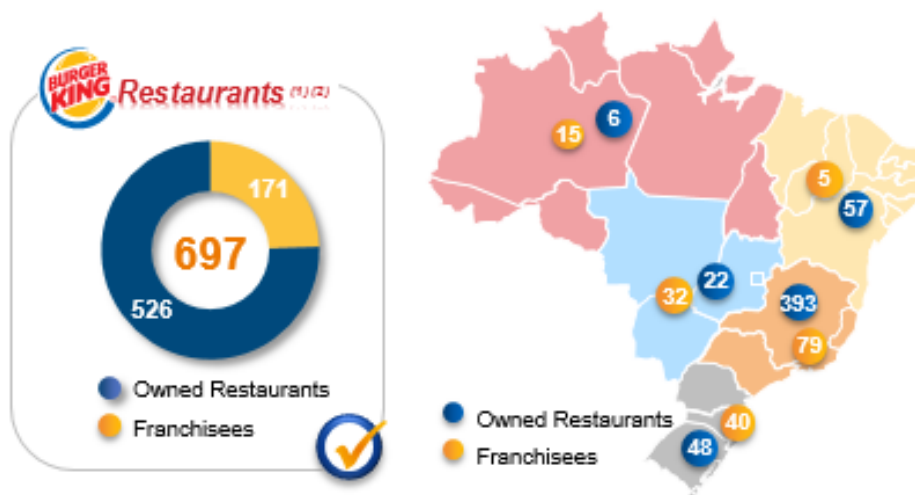 BURGER
KING
Restaurants (1) (2)
171
697
526
Owned Restaurants
Franchisees
15
6
5
57
22
32
393
79
40
48
Owned Restaurants
Franchisees